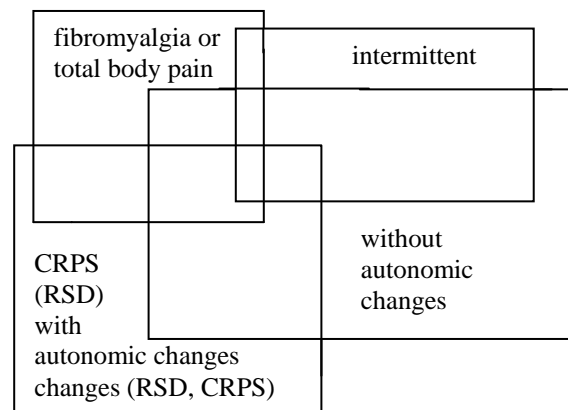 fibromyalgia or
total body pain
intermittent
without
autonomic
changes
CRPS
(RSD)
with
autonomic changes
changes (RSD, CRPS)